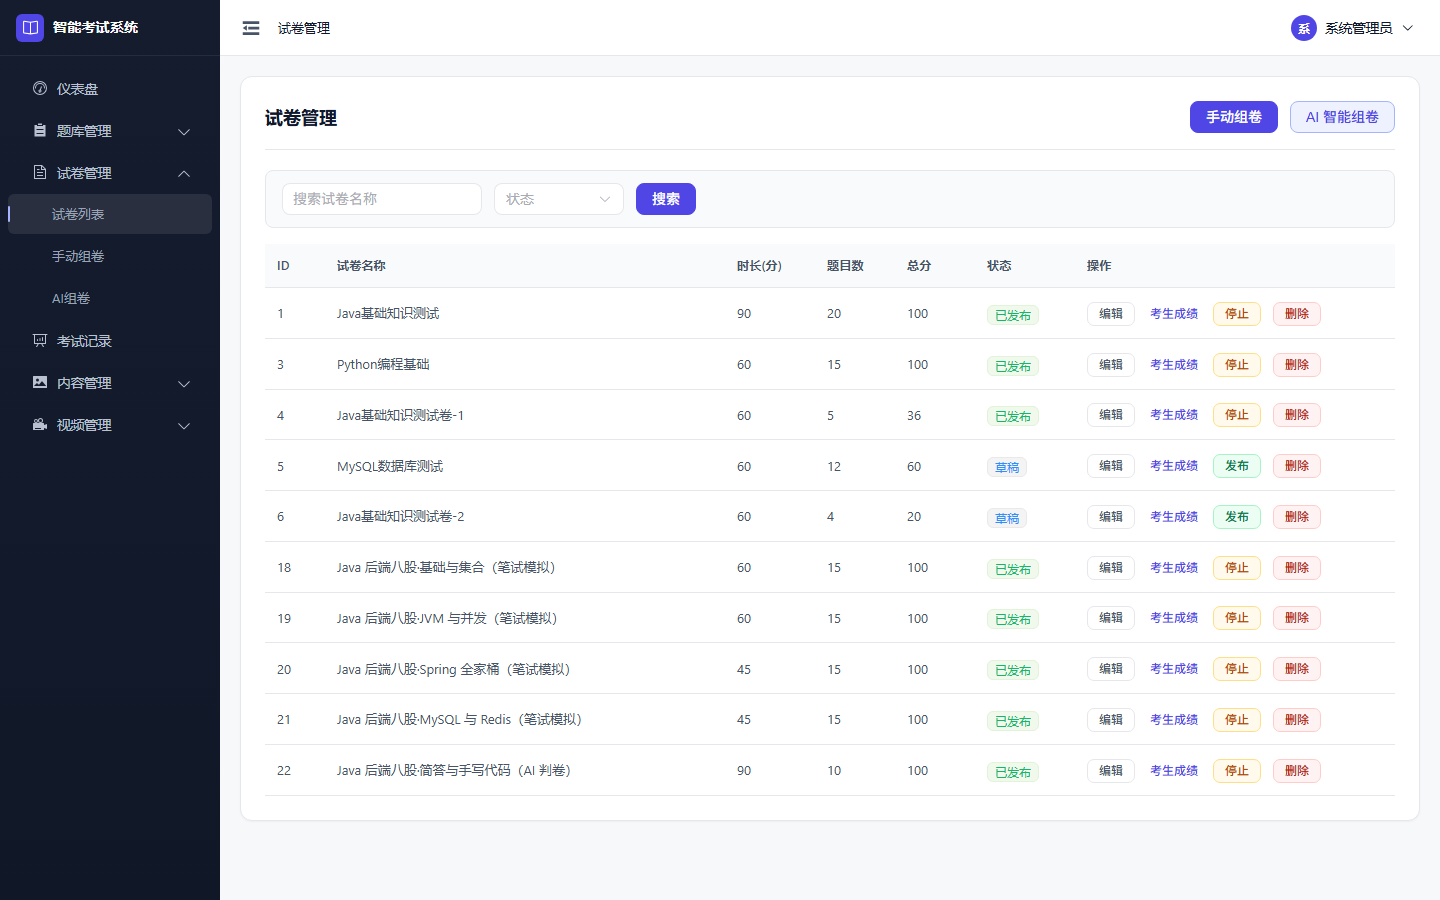 智能考试系统
试卷管理
系 系统管理员
仪表盘
题库管理
试卷管理
试卷列表
手动组卷
AI组卷
考试记录
内容管理
视频管理
试卷管理
手动组卷 AI 智能组卷
搜索试卷名称 状态 搜索
ID 试卷名称 时长(分) 题目数 总分 状态 操作
1 Java基础知识测试 90 20 100 已发布 编辑 考生成绩 停止 删除
3 Python编程基础 60 15 100 已发布 编辑 考生成绩 停止 删除
4 Java基础知识测试卷-1 60 5 36 已发布 编辑 考生成绩 停止 删除
5 MySQL数据库测试 60 12 60 草稿 编辑 考生成绩 发布 删除
6 Java基础知识测试卷-2 60 4 20 草稿 编辑 考生成绩 发布 删除
18 Java 后端八股·基础与集合（笔试模拟） 60 15 100 已发布 编辑 考生成绩 停止 删除
19 Java 后端八股·JVM 与并发（笔试模拟） 60 15 100 已发布 编辑 考生成绩 停止 删除
20 Java 后端八股·Spring 全家桶（笔试模拟） 45 15 100 已发布 编辑 考生成绩 停止 删除
21 Java 后端八股·MySQL 与 Redis（笔试模拟） 45 15 100 已发布 编辑 考生成绩 停止 删除
22 Java 后端八股·简答与手写代码（AI 判卷） 90 10 100 已发布 编辑 考生成绩 停止 删除